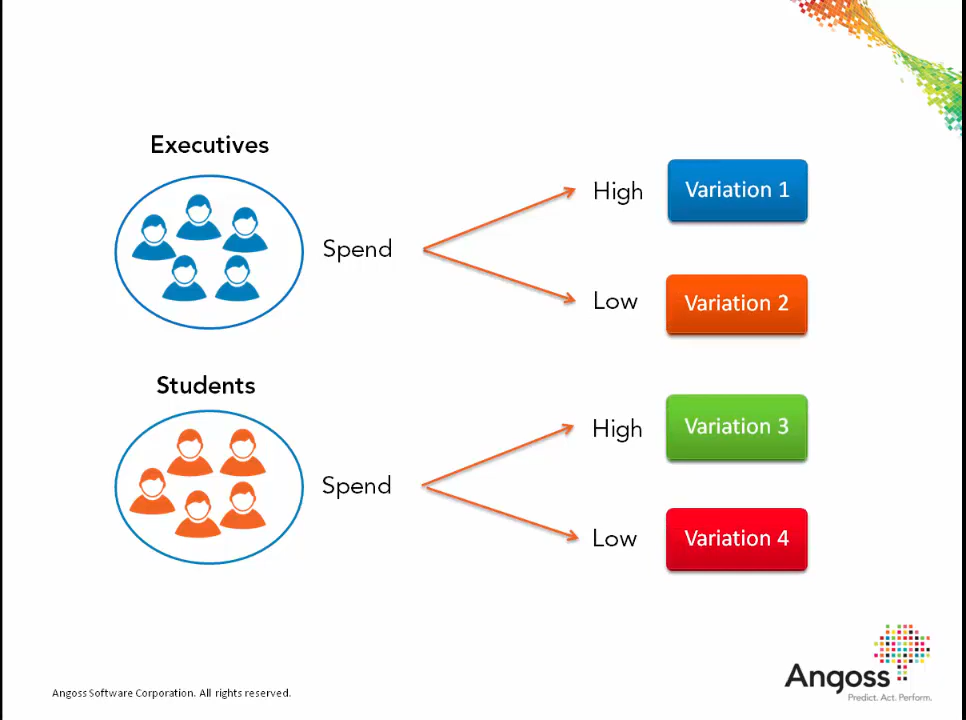 Executives
Spend
High
Variation 1
Low
Variation 2
Students
Spend
High
Variation 3
Low
Variation 4
Angoss Software Corporation. All rights reserved.
Angoss
Predict. Act. Perform.